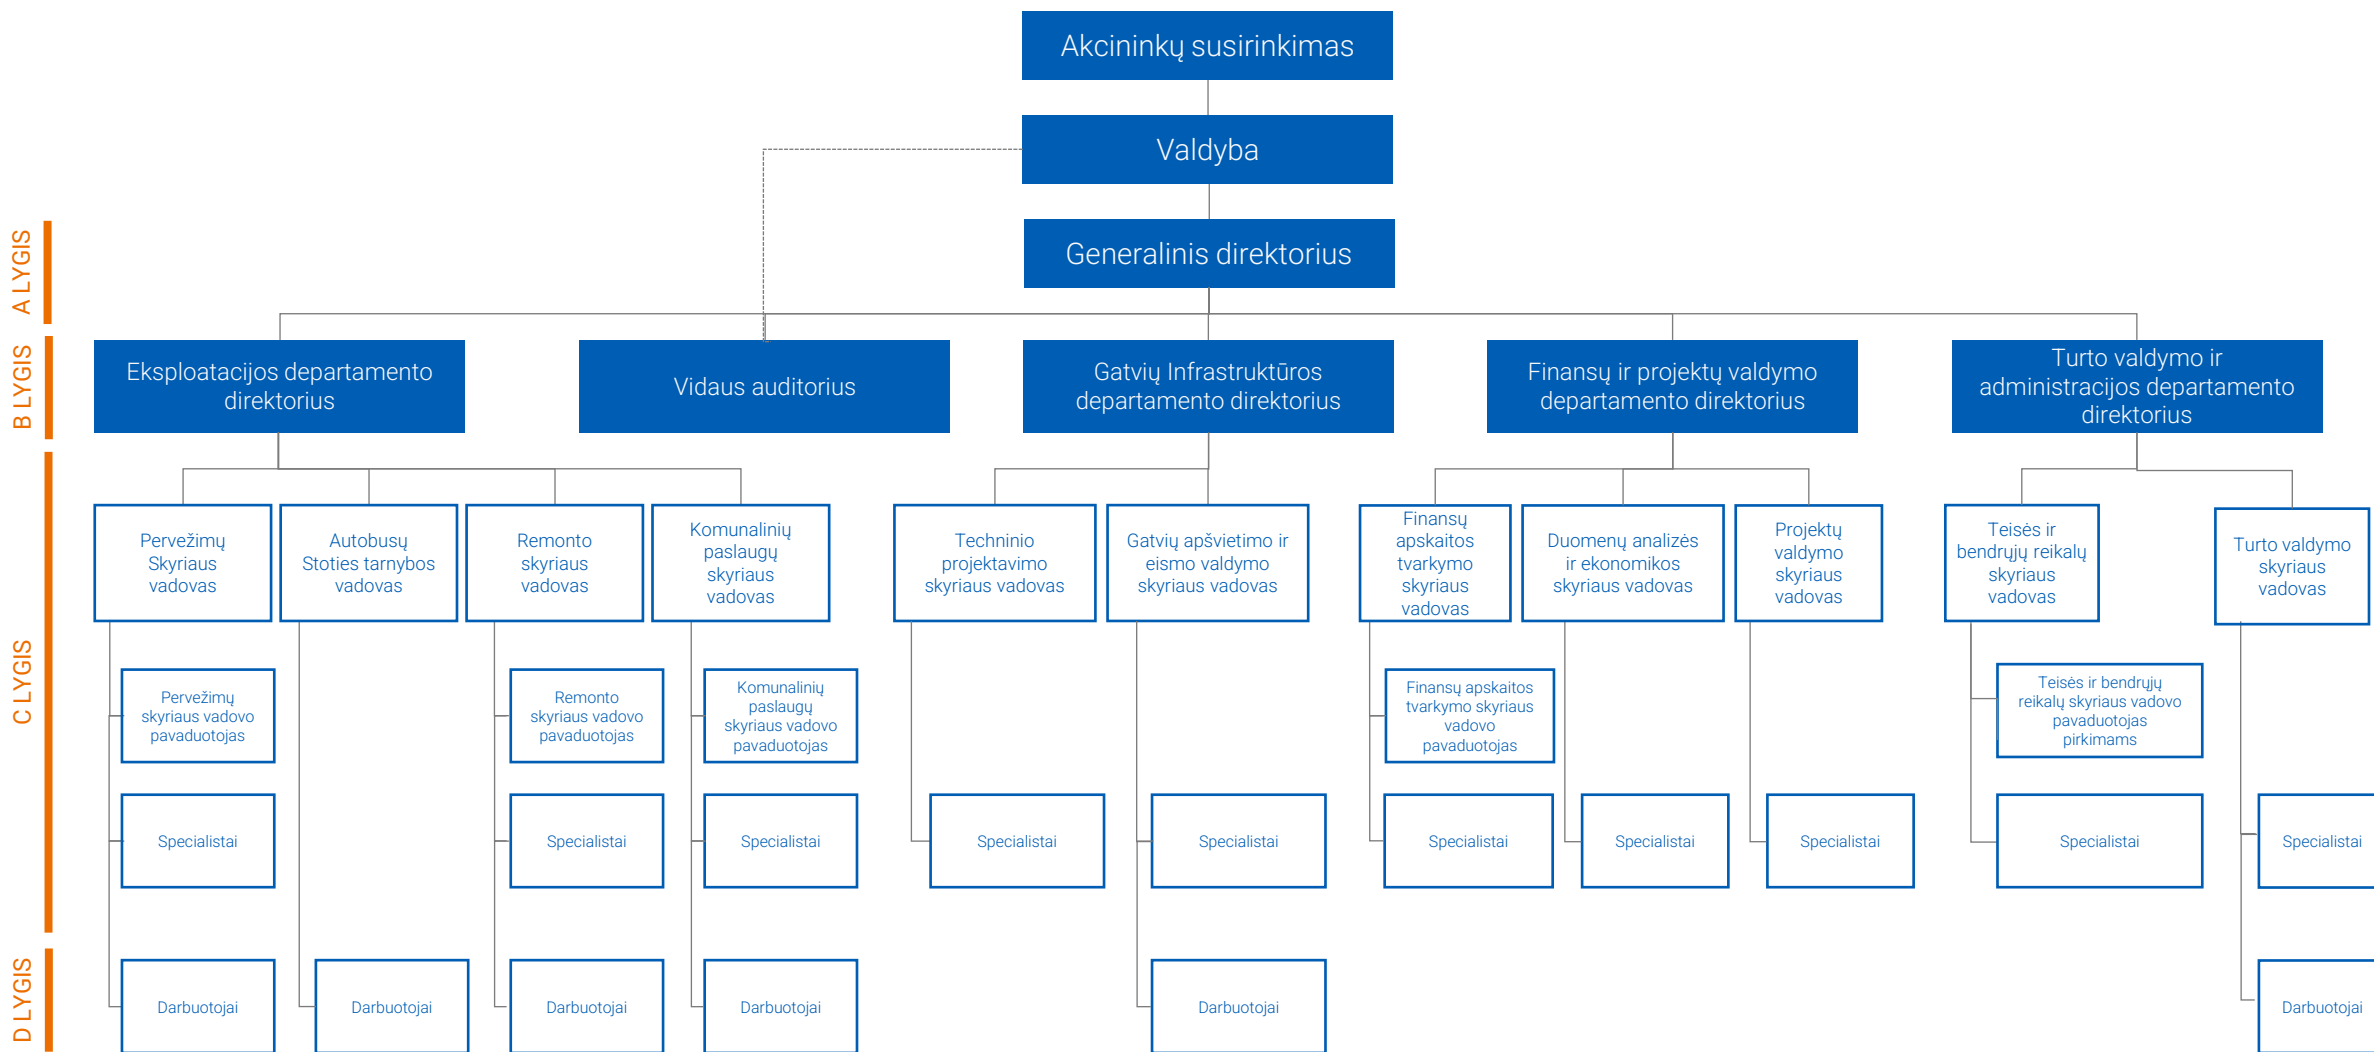 Akcininkų susirinkimas
Valdyba
A LYGIS
Generalinis direktorius
B LYGIS
Eksploatacijos departamento
direktorius
Vidaus auditorius
Gatvių Infrastruktūros
departamento direktorius
Finansų ir projektų valdymo
departamento direktorius
Turto valdymo ir
administracijos departamento
direktorius
C LYGIS
Pervežimų
Skyriaus
vadovas
Autobusų
Stoties tarnybos
vadovas
Remonto
skyriaus
vadovas
Komunalinių
paslaugų
skyriaus
vadovas
Techninio
projektavimo
skyriaus vadovas
Gatvių apšvietimo ir
eismo valdymo
skyriaus vadovas
Finansų
apskaitos
tvarkymo
skyriaus
vadovas
Duomenų analizės
ir ekonomikos
skyriaus vadovas
Projektų
valdymo
skyriaus
vadovas
Teisės ir
bendrųjų reikalų
skyriaus
vadovas
Turto valdymo
skyriaus
vadovas
Pervežimų
skyriaus vadovo
pavaduotojas
Remonto
skyriaus vadovo
pavaduotojas
Komunalinių
paslaugų
skyriaus vadovo
pavaduotojas
Finansų apskaitos
tvarkymo skyriaus
vadovo
pavaduotojas
Teisės ir bendrųjų
reikalų skyriaus vadovo
pavaduotojas
pirkimams
Specialistai
Specialistai
Specialistai
Specialistai
Specialistai
Specialistai
Specialistai
Specialistai
Specialistai
Specialistai
D LYGIS
Darbuotojai
Darbuotojai
Darbuotojai
Darbuotojai
Darbuotojai
Darbuotojai